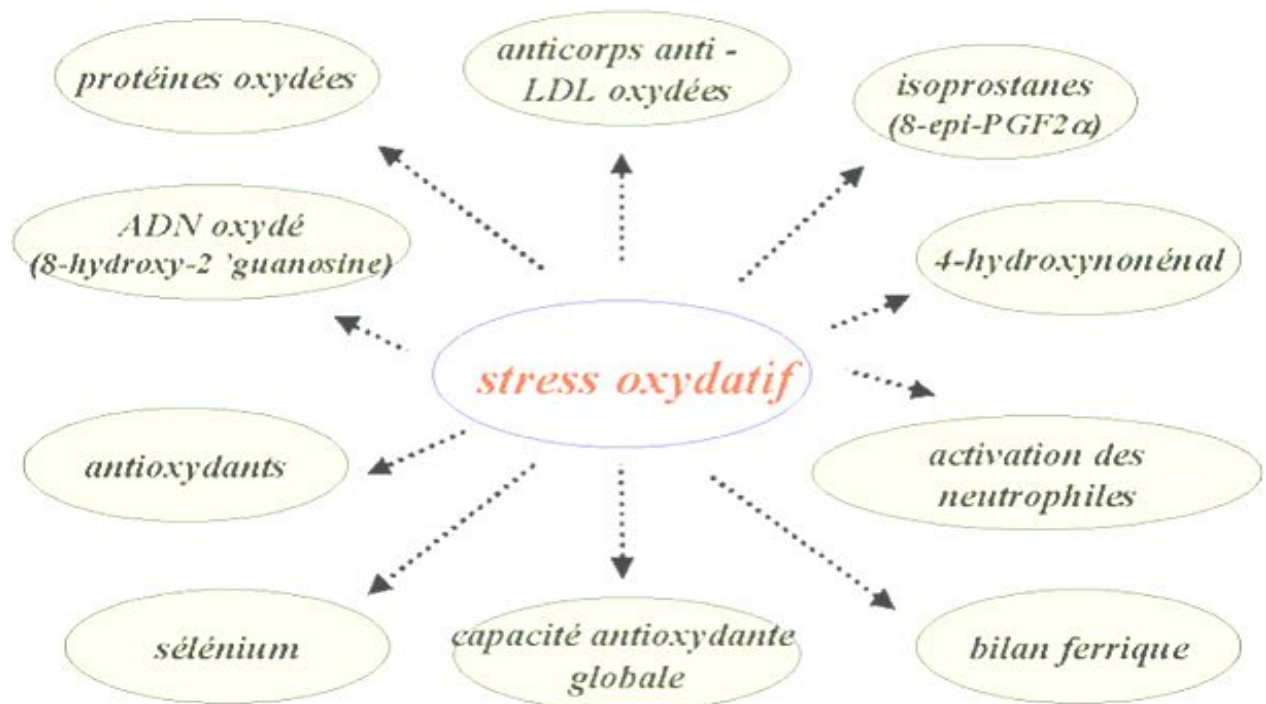 protéines oxydées
anticorps anti -
LDL oxydées
isoprostanes
(8-epi-PGF2α)
ADN oxydé
(8-hydroxy-2 'guanosine)
4-hydroxynonénal
stress oxydatif
antioxydants
activation des
neutrophiles
sélénium
capacité antioxydante
globale
bilan ferrique